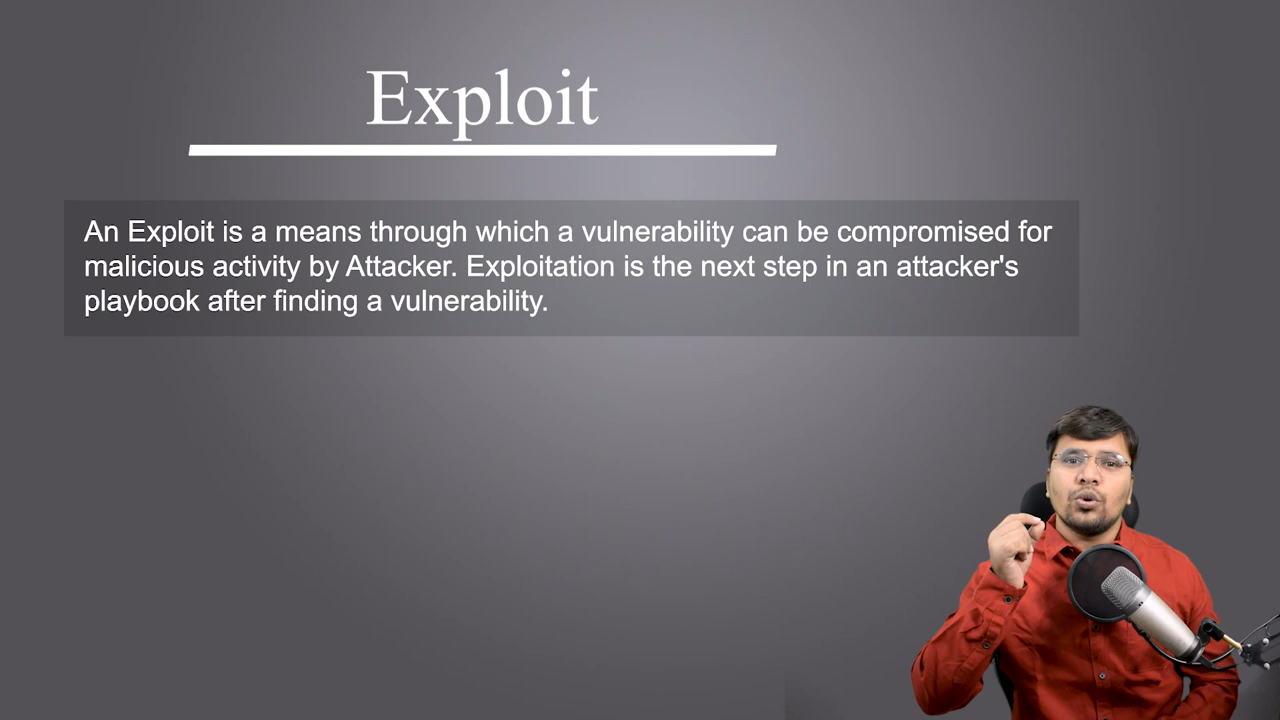 Exploit
An Exploit is a means through which a vulnerability can be compromised for
malicious activity by Attacker. Exploitation is the next step in an attacker's
playbook after finding a vulnerability.